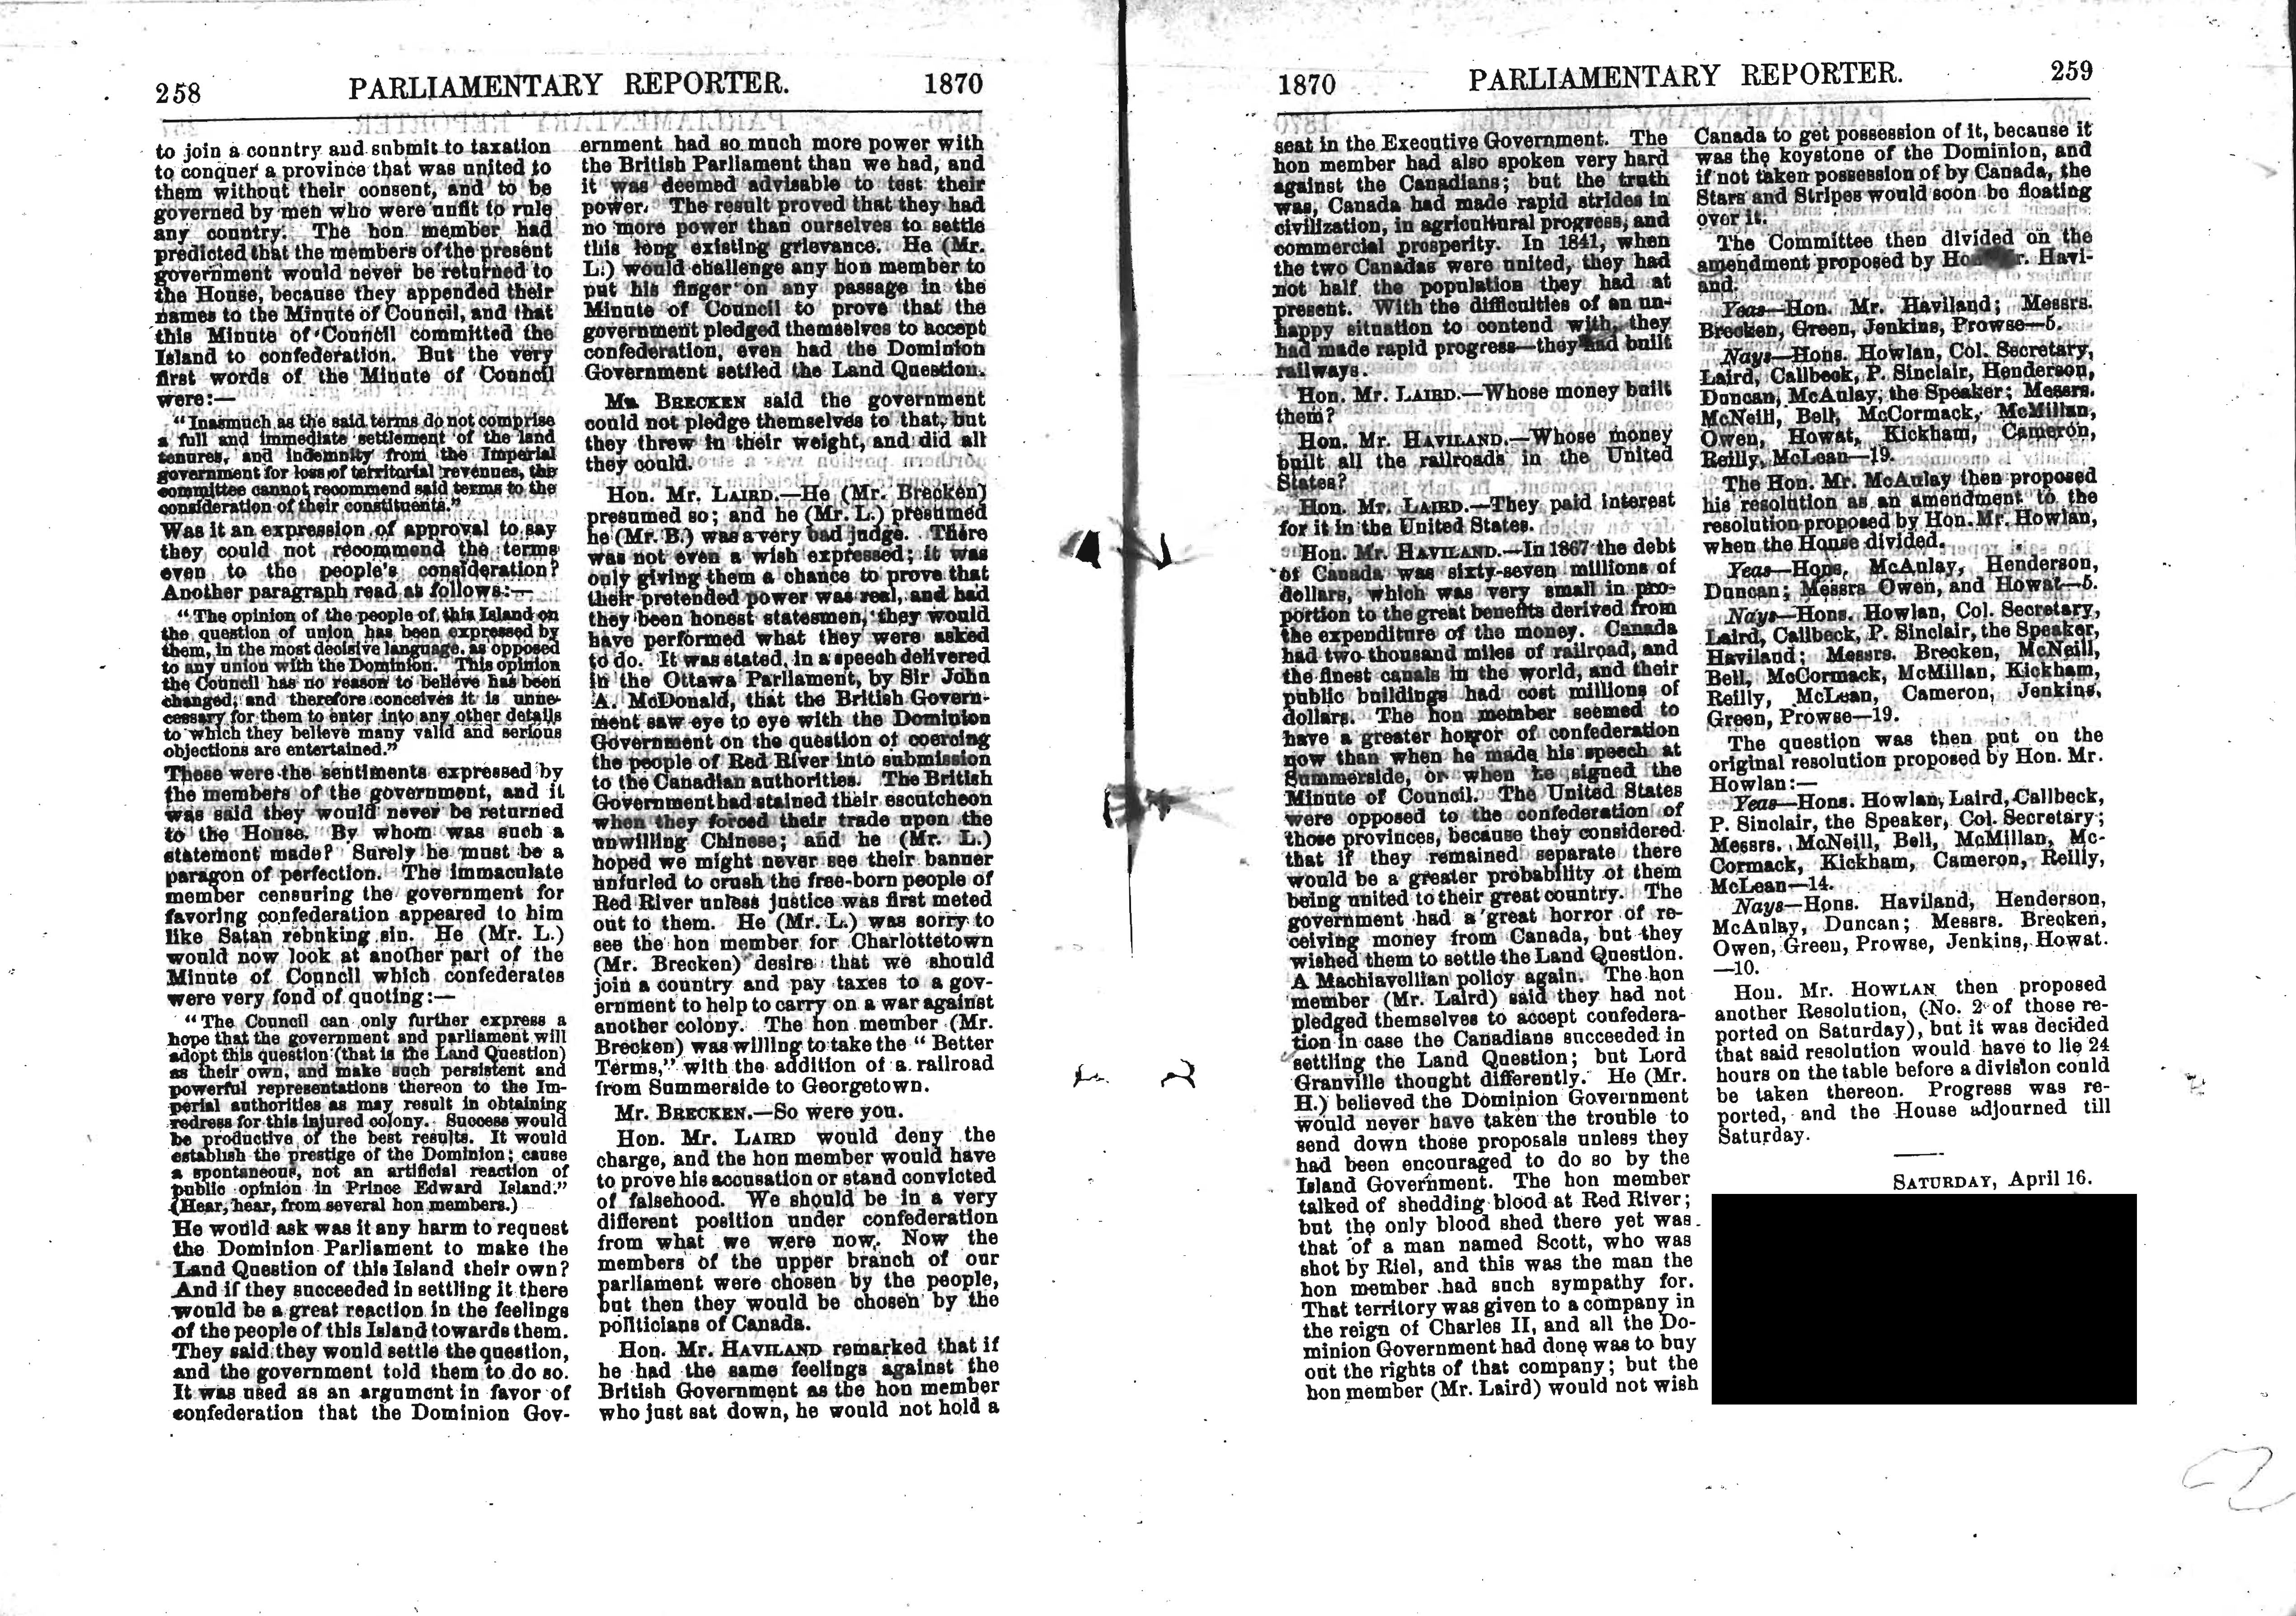 258 PARLIAMENTARY REPORTER. 1870
to join a country and submit to taxation
to conquer a province that was united to
them without their consent, and to be
governed by men who were unfit to rule
any country. The hon member had
predicted that the members of the present
government would never be returned to
the House, because they appended their
names to the Minute of Council, and that
this Minute of Council committed the
Island to confederation. But the very
first words of the Minute of Council
were:—
"Inasmuch as the said terms do not comprise
a full and immediate settlement of the land
tenures, and indemnity from the Imperial
government for loss of territorial revenues, the
committee cannot recommend said terms to the
consideration of their constituents."
Was it an expression of approval to say
they could not recommend the terms
even to the people's consideration?
Another paragraph read as follows:—
"The opinion of the people of this Island on
the question of union has been expressed by
them, in the most decisive language, as opposed
to any union with the Dominion. This opinion
the Council has no reason to believe has been
changed; and therefore conceives it is unne-
cessary for them to enter into any other details
to which they believe many valid and serious
objections are entertained."
These were the sentiments expressed by
the members of the government, and it
was said they would never be returned
to the House. By whom was such a
statement made? Surely he must be a
paragon of perfection. The immaculate
member censuring the government for
favoring confederation appeared to him
like Satan rebuking sin. He (Mr. L.)
would now look at another part of the
Minute of Council which confederates
were very fond of quoting:—
"The Council can only further express a
hope that the government and parliament will
adopt this question (that is the Land Question)
as their own, and make such persistent and
powerful representations thereon to the Im-
perial authorities as may result in obtaining
redress for this injured colony. Success would
be productive of the best results. It would
establish the prestige of the Dominion; cause
a spontaneous, not an artificial reaction of
public opinion in Prince Edward Island."
(Hear, hear, from several hon members.)
He would ask was it any harm to request
the Dominion Parliament to make the
Land Question of this Island their own?
And if they succeeded in settling it there
would be a great reaction in the feelings
of the people of this Island towards them.
They said they would settle the question,
and the government told them to do so.
It was used as an argument in favor of
confederation that the Dominion Gov-
ernment had so much more power with
the British Parliament than we had, and
it was deemed advisable to test their
power. The result proved that they had
no more power than ourselves to settle
this long existing grievance. He (Mr.
L.) would challenge any hon member to
put his finger on any passage in the
Minute of Council to prove that the
government pledged themselves to accept
confederation, even had the Dominion
Government settled the Land Question.
Mr. BRECKEN said the government
could not pledge themselves to that, but
they threw in their weight, and did all
they could.
Hon. Mr. LAIRD.—He (Mr. Brecken)
presumed so; and he (Mr. L.) presumed
he (Mr. B.) was a very bad judge. There
was not even a wish expressed; it was
only giving them a chance to prove that
their pretended power was real, and had
they been honest statesmen, they would
have performed what they were asked
to do. It was stated, in a speech delivered
in the Ottawa Parliament, by Sir John
A. McDonald, that the British Govern-
ment saw eye to eye with the Dominion
Government on the question of coercing
the people of Red River into submission
to the Canadian authorities. The British
Government had stained their escutcheon
when they forced their trade upon the
unwilling Chinese; and he (Mr. L.)
hoped we might never see their banner
unfurled to crush the free-born people of
Red River unless justice was first meted
out to them. He (Mr. L.) was sorry to
see the hon member for Charlottetown
(Mr. Brecken) desire that we should
join a country and pay taxes to a gov-
ernment to help to carry on a war against
another colony. The hon member (Mr.
Brecken) was willing to take the "Better
Terms," with the addition of a railroad
from Summerside to Georgetown.
Mr. BRECKEN.—So were you.
Hon. Mr. LAIRD would deny the
charge, and the hon member would have
to prove his accusation or stand convicted
of falsehood. We should be in a very
different position under confederation
from what we were now. Now the
members of the upper branch of our
parliament were chosen by the people,
but then they would be chosen by the
politicians of Canada.
Hon. Mr. HAVILAND remarked that if
he had the same feelings against the
British Government as the hon member
who just sat down, he would not hold a
1870 PARLIAMENTARY REPORTER. 259
seat in the Executive Government. The
hon member had also spoken very hard
against the Canadians; but the truth
was, Canada had made rapid strides in
civilization, in agricultural progress, and
commercial prosperity. In 1841, when
the two Canadas were united, they had
not half the population they had at
present. With the difficulties of an un-
happy situation to contend with, they
had made rapid progress—they had built
railways.
Hon. Mr. LAIRD.—Whose money built
them?
Hon. Mr. HAVILAND.—Whose money
built all the railroads in the United
States?
Hon. Mr. LAIRD.—They paid interest
for it in the United States.
Hon. Mr. HAVILAND.—In 1867 the debt
of Canada was sixty-seven millions of
dollars, which was very small in pro-
portion to the great benefits derived from
the expenditure of the money. Canada
had two thousand miles of railroad, and
the finest canals in the world, and their
public buildings had cost millions of
dollars. The hon member seemed to
have a greater horror of confederation
now than when he made his speech at
Summerside, or when he signed the
Minute of Council. The United States
were opposed to the confederation of
those provinces, because they considered
that if they remained separate there
would be a greater probability of them
being united to their great country. The
government had a great horror of re-
ceiving money from Canada, but they
wished them to settle the Land Question.
A Machiavellian policy again. The hon
member (Mr. Laird) said they had not
pledged themselves to accept confedera-
tion in case the Canadians succeeded in
settling the Land Question; but Lord
Granville thought differently. He (Mr.
H.) believed the Dominion Government
would never have taken the trouble to
send down those proposals unless they
had been encouraged to do so by the
Island Government. The hon member
talked of shedding blood at Red River;
but the only blood shed there yet was
that of a man named Scott, who was
shot by Riel, and this was the man the
hon member had such sympathy for.
That territory was given to a company in
the reign of Charles II, and all the Do-
minion Government had done was to buy
out the rights of that company; but the
hon member (Mr. Laird) would not wish
Canada to get possession of it, because it
was the keystone of the Dominion, and
if not taken possession of by Canada, the
Stars and Stripes would soon be floating
over it.
The Committee then divided on the
amendment proposed by Hon. Mr. Havi-
and.
Yeas—Hon. Mr. Haviland; Messrs.
Brecken, Green, Jenkins, Prowse—5.
Nays—Hons. Howlan, Col. Secretary,
Laird, Callbeck, P. Sinclair, Henderson,
Duncan, McAulay, the Speaker; Messrs.
McNeill, Bell, McCormack, McMillan,
Owen, Howat, Kickham, Cameron,
Reilly, McLean—19.
The Hon. Mr. McAulay then proposed
his resolution as an amendment to the
resolution proposed by Hon. Mr. Howlan,
when the House divided.
Yeas—Hons. McAulay, Henderson,
Duncan; Messrs Owen, and Howat—5.
Nays—Hons. Howlan, Col. Secretary,
Laird, Callbeck, P. Sinclair, the Speaker,
Haviland; Messrs. Brecken, McNeill,
Bell, McCormack, McMillan, Kickham,
Reilly, McLean, Cameron, Jenkins,
Green, Prowse—19.
The question was then put on the
original resolution proposed by Hon. Mr.
Howlan:—
Yeas—Hons. Howlan, Laird, Callbeck,
P. Sinclair, the Speaker, Col. Secretary;
Messrs. McNeill, Bell, McMillan, Mc-
Cormack, Kickham, Cameron, Reilly,
McLean—14.
Nays—Hons. Haviland, Henderson,
McAulay, Duncan; Messrs. Brecken,
Owen, Green, Prowse, Jenkins, Howat.
—10.
Hon. Mr. HOWLAN then proposed
another Resolution, (No. 2 of those re-
ported on Saturday), but it was decided
that said resolution would have to lie 24
hours on the table before a division could
be taken thereon. Progress was re-
ported, and the House adjourned till
Saturday.
SATURDAY, April 16.